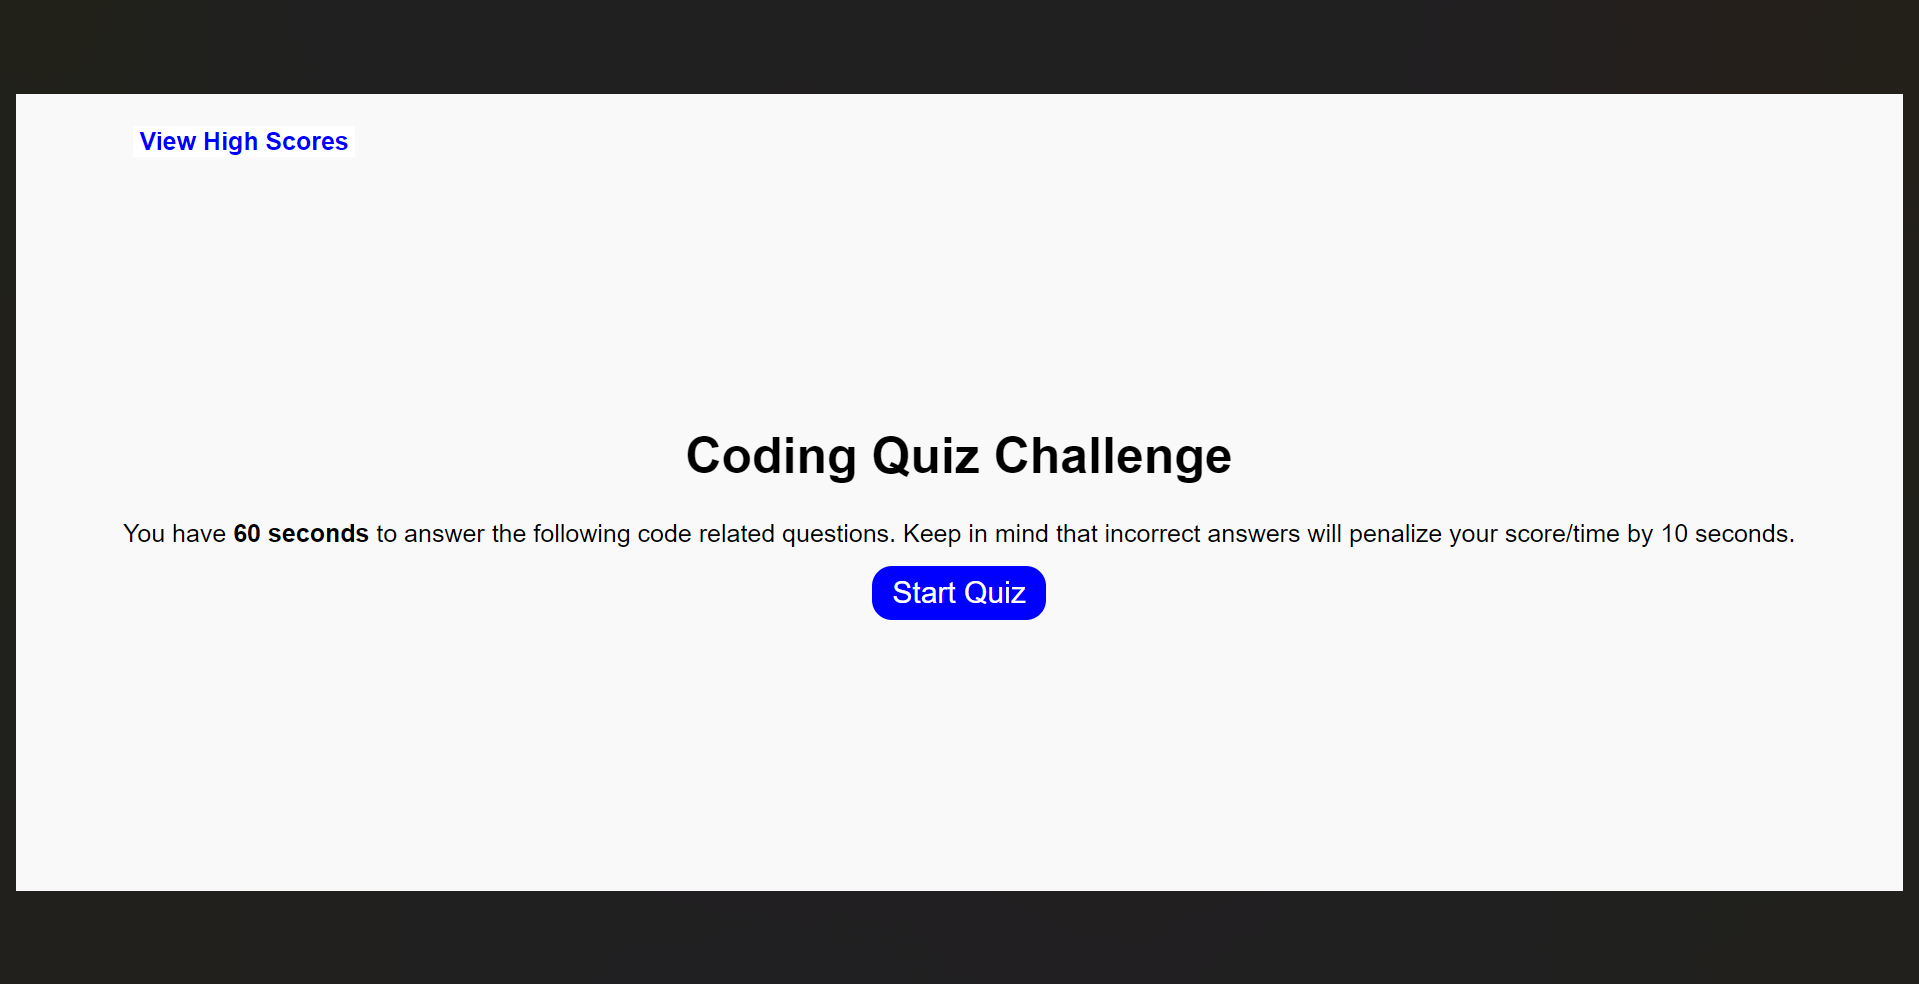 View High Scores
Coding Quiz Challenge
You have 60 seconds to answer the following code related questions. Keep in mind that incorrect answers will penalize your score/time by 10 seconds.
Start Quiz